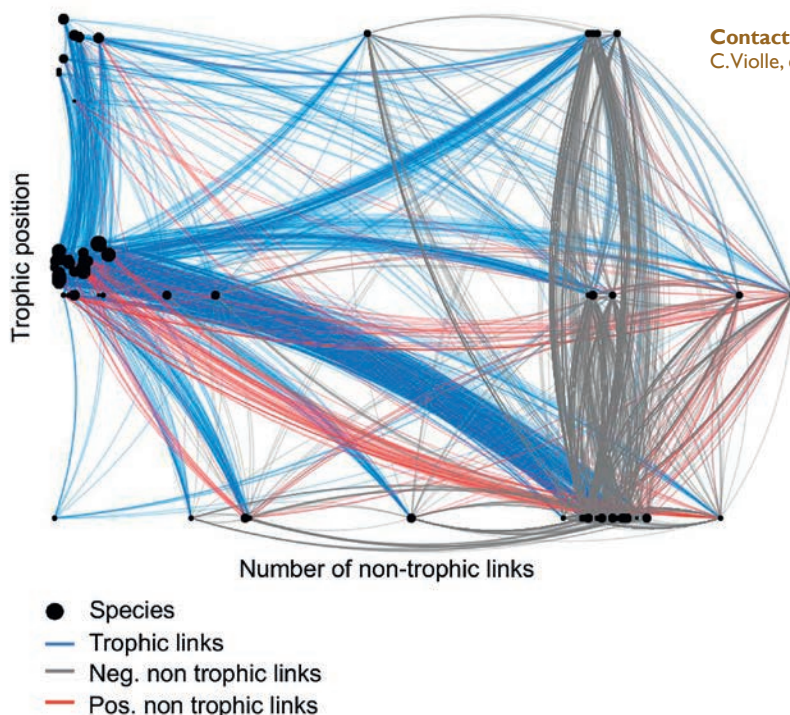 Contact
C.Violle,
Trophic position
Number of non-trophic links
Species
Trophic links
Neg. non trophic links
Pos. non trophic links